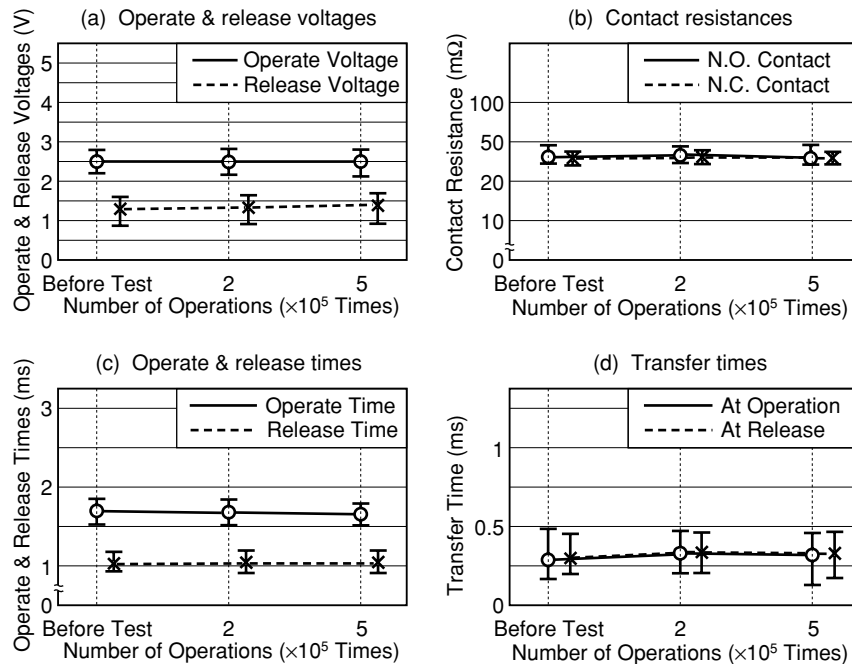 (a) Operate & release voltages
Operate & Release Voltages (V)
5
4
3
2
1
0
Operate Voltage
Release Voltage
Before Test 2 5
Number of Operations (×10⁵ Times)
(b) Contact resistances
Contact Resistance (mΩ)
100
50
20
10
0
N.O. Contact
N.C. Contact
Before Test 2 5
Number of Operations (×10⁵ Times)
(c) Operate & release times
Operate & Release Times (ms)
3
2
1
0
Operate Time
Release Time
Before Test 2 5
Number of Operations (×10⁵ Times)
(d) Transfer times
Transfer Time (ms)
1
0.5
0
At Operation
At Release
Before Test 2 5
Number of Operations (×10⁵ Times)